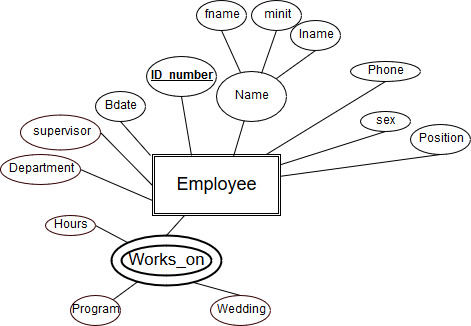 fname
minit
lname
ID_number
Name
Phone
Bdate
sex
supervisor
Position
Department
Employee
Hours
Works_on
Program
Wedding